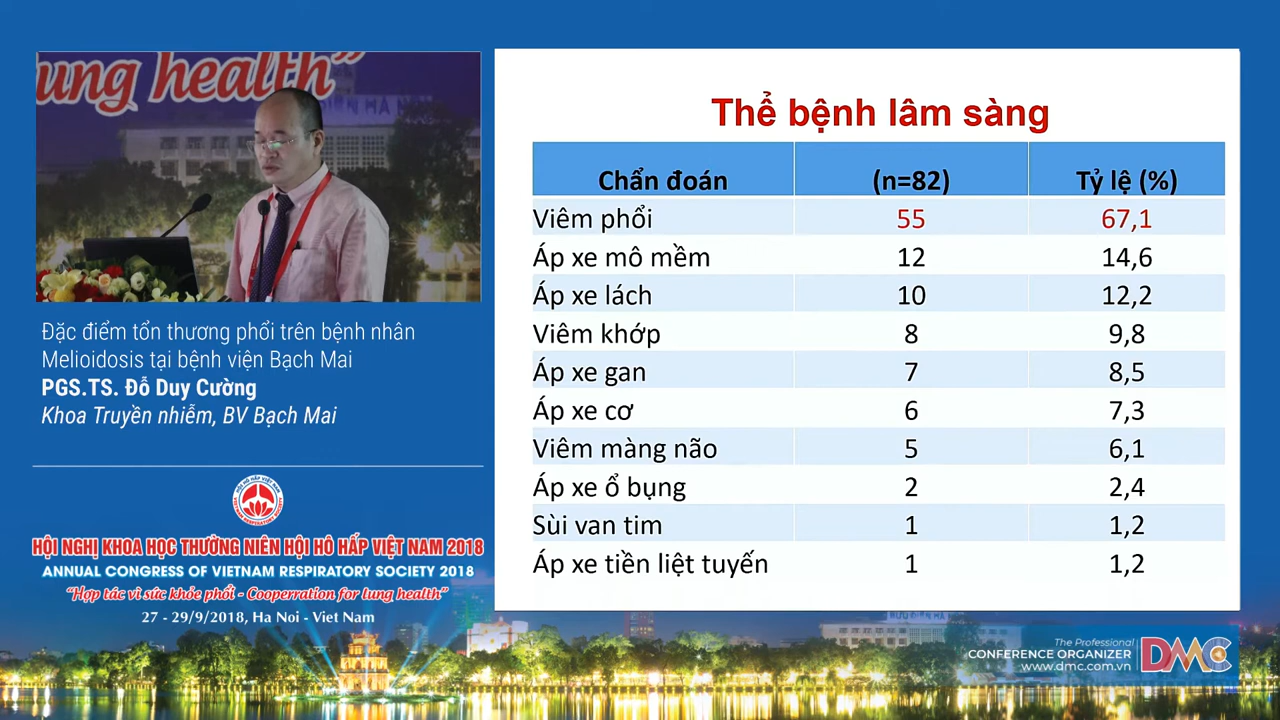 lung health"
Thể bệnh lâm sàng
Chẩn đoán (n=82) Tỷ lệ (%)
Viêm phổi 55 67,1
Áp xe mô mềm 12 14,6
Áp xe lách 10 12,2
Viêm khớp 8 9,8
Áp xe gan 7 8,5
Áp xe cơ 6 7,3
Viêm màng não 5 6,1
Áp xe ổ bụng 2 2,4
Sùi van tim 1 1,2
Áp xe tiền liệt tuyến 1 1,2
Đặc điểm tổn thương phổi trên bệnh nhân
Melioidosis tại bệnh viện Bạch Mai
PGS.TS. Đỗ Duy Cường
Khoa Truyền nhiễm, BV Bạch Mai
HỘI NGHỊ KHOA HỌC THƯỜNG NIÊN HỘI HÔ HẤP VIỆT NAM 2018
ANNUAL CONGRESS OF VIETNAM RESPIRATORY SOCIETY 2018
"Hợp tác vì sức khỏe phổi - Cooperration for lung health"
27 - 29/9/2018, Ha Noi - Viet Nam
The Professional
CONFERENCE ORGANIZER
www.dmc.com.vn
DMC